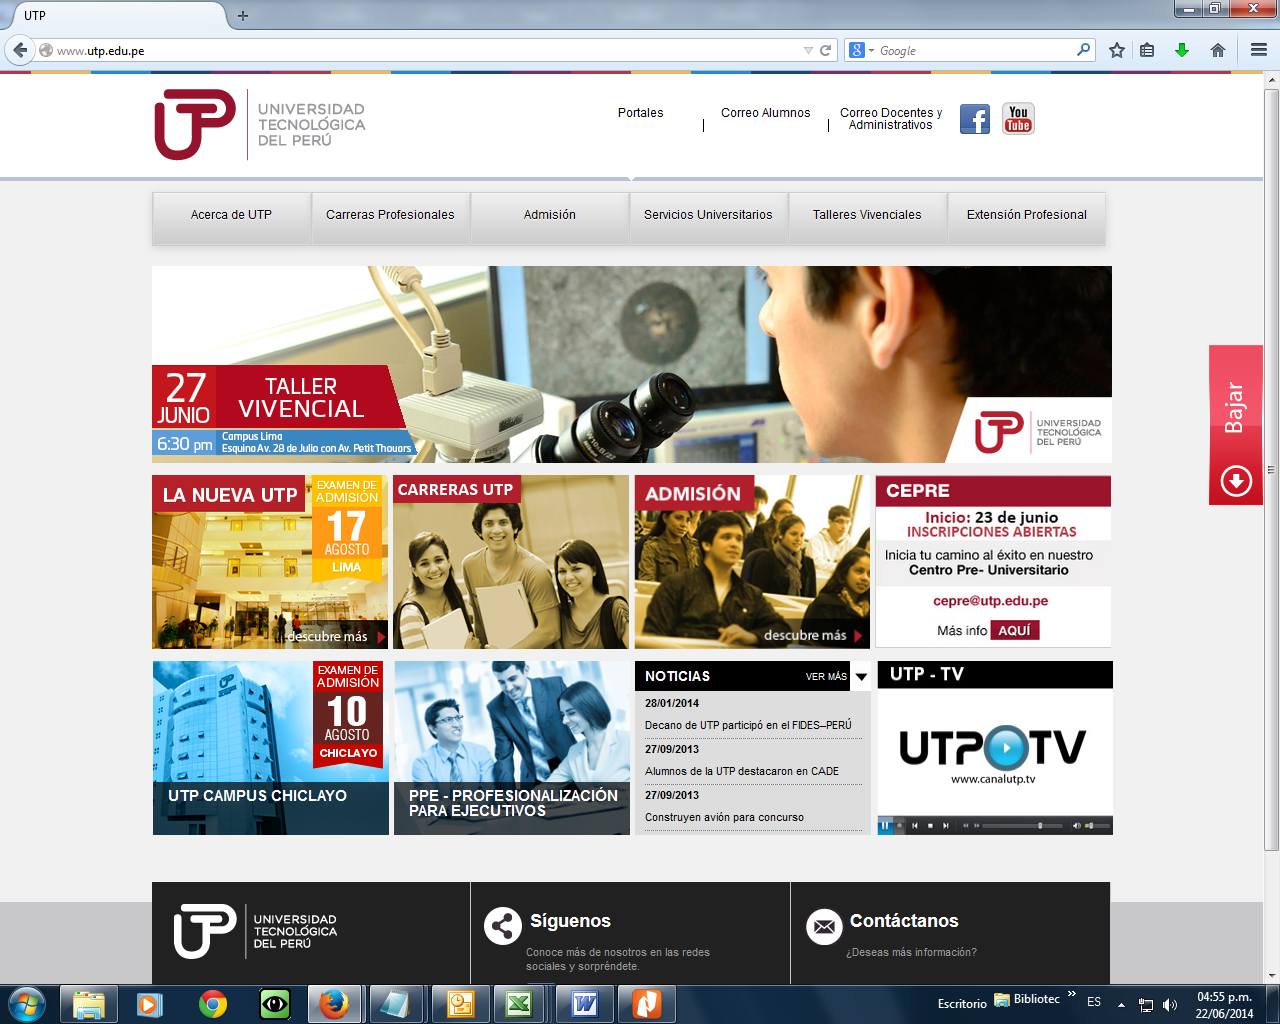 UTP
www.utp.edu.pe
Google
UTP
UNIVERSIDAD
TECNOLÓGICA
DEL PERÚ
Portales
Correo Alumnos
Correo Docentes y
Administrativos
You
Tube
Acerca de UTP
Carreras Profesionales
Admisión
Servicios Universitarios
Talleres Vivenciales
Extensión Profesional
27
JUNIO
TALLER
VIVENCIAL
6:30 pm
Campus Lima
Esquina Av. 28 de Julio con Av. Petit Thouars
UTP
UNIVERSIDAD
TECNOLÓGICA
DEL PERÚ
Bajar
LA NUEVA UTP
EXAMEN DE
ADMISIÓN
17
AGOSTO
LIMA
descubre más
CARRERAS UTP
ADMISIÓN
descubre más
CEPRE
Inicio: 23 de junio
INSCRIPCIONES ABIERTAS
Inicia tu camino al éxito en nuestro
Centro Pre- Universitario
cepre@utp.edu.pe
Más info AQUÍ
EXAMEN DE
ADMISIÓN
10
AGOSTO
CHICLAYO
UTP CAMPUS CHICLAYO
PPE - PROFESIONALIZACIÓN
PARA EJECUTIVOS
NOTICIAS
VER MÁS
28/01/2014
Decano de UTP participó en el FIDES–PERÚ
27/09/2013
Alumnos de la UTP destacaron en CADE
27/09/2013
Construyen avión para concurso
UTP - TV
UTP TV
www.canalutp.tv
UTP
UNIVERSIDAD
TECNOLÓGICA
DEL PERÚ
Síguenos
Conoce más de nosotros en las redes
sociales y sorpréndete.
Contáctanos
¿Deseas más información?
Escritorio
Bibliotec
ES
04:55 p.m.
22/06/2014